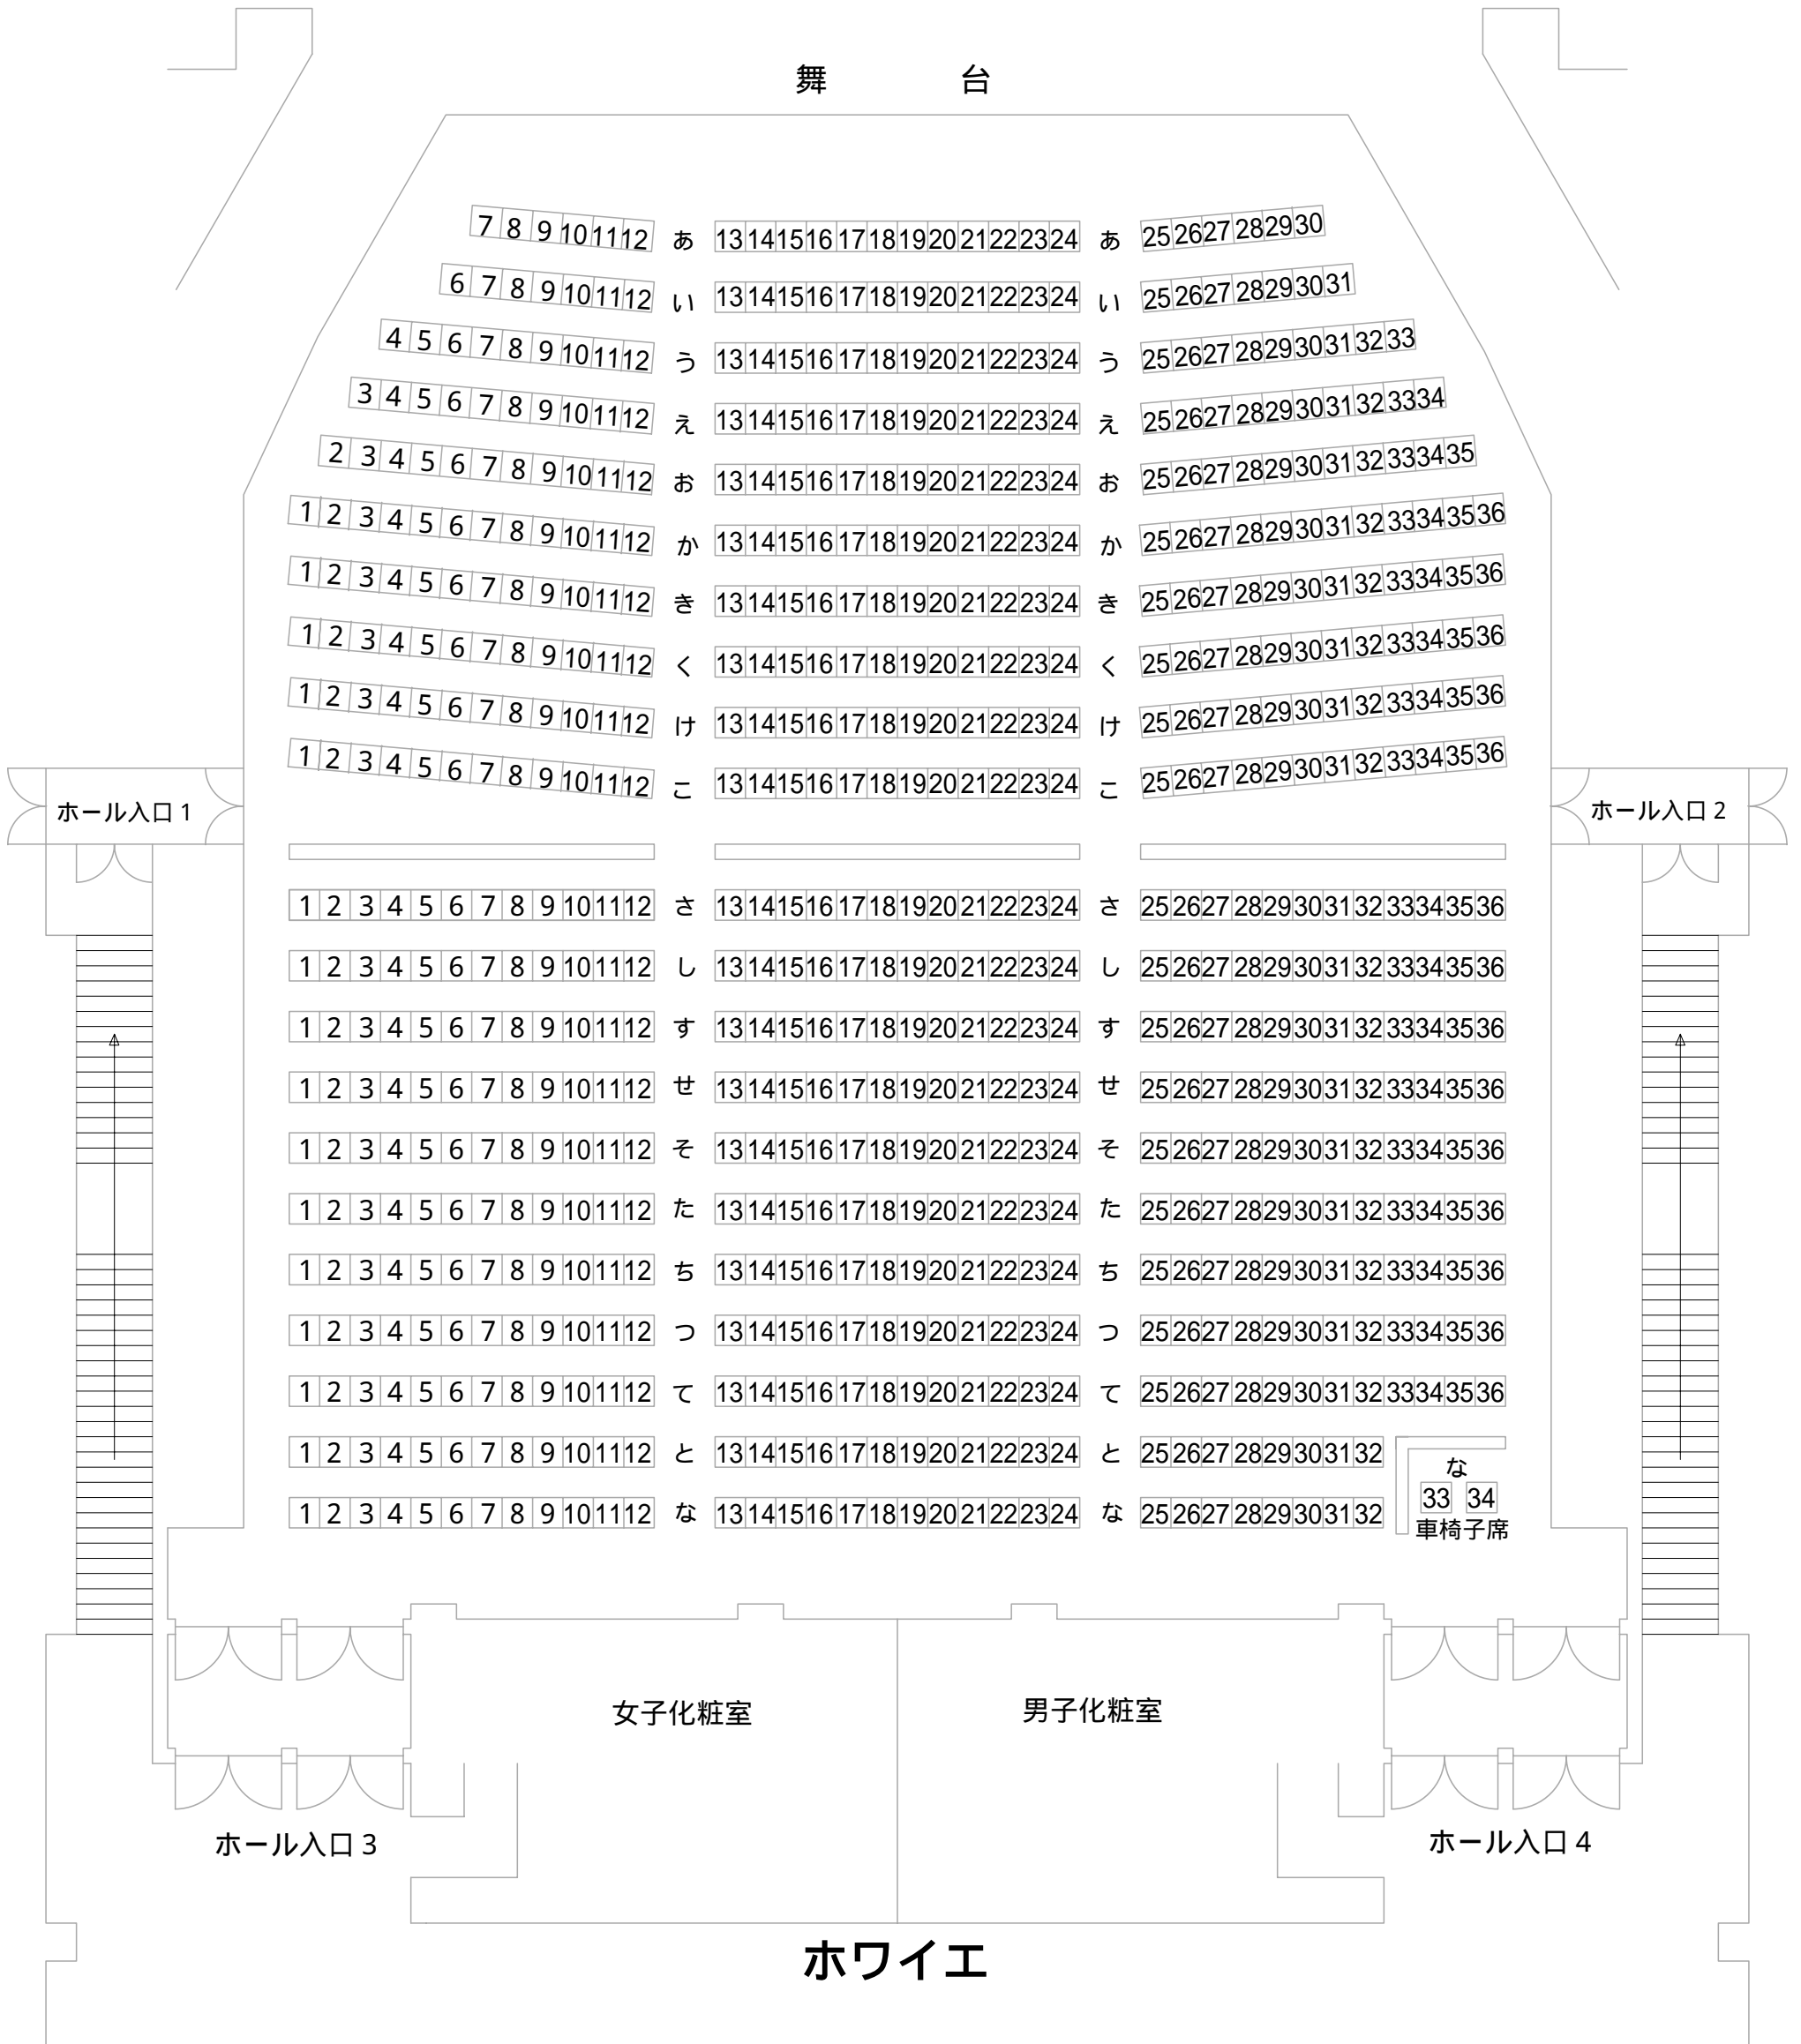 舞 台
7 8 9 10 11 12 あ 13 14 15 16 17 18 19 20 21 22 23 24 あ 25 26 27 28 29 30
6 7 8 9 10 11 12 い 13 14 15 16 17 18 19 20 21 22 23 24 い 25 26 27 28 29 30 31
4 5 6 7 8 9 10 11 12 う 13 14 15 16 17 18 19 20 21 22 23 24 う 25 26 27 28 29 30 31 32 33
3 4 5 6 7 8 9 10 11 12 え 13 14 15 16 17 18 19 20 21 22 23 24 え 25 26 27 28 29 30 31 32 33 34
2 3 4 5 6 7 8 9 10 11 12 お 13 14 15 16 17 18 19 20 21 22 23 24 お 25 26 27 28 29 30 31 32 33 34 35
1 2 3 4 5 6 7 8 9 10 11 12 か 13 14 15 16 17 18 19 20 21 22 23 24 か 25 26 27 28 29 30 31 32 33 34 35 36
1 2 3 4 5 6 7 8 9 10 11 12 き 13 14 15 16 17 18 19 20 21 22 23 24 き 25 26 27 28 29 30 31 32 33 34 35 36
1 2 3 4 5 6 7 8 9 10 11 12 く 13 14 15 16 17 18 19 20 21 22 23 24 く 25 26 27 28 29 30 31 32 33 34 35 36
1 2 3 4 5 6 7 8 9 10 11 12 け 13 14 15 16 17 18 19 20 21 22 23 24 け 25 26 27 28 29 30 31 32 33 34 35 36
1 2 3 4 5 6 7 8 9 10 11 12 こ 13 14 15 16 17 18 19 20 21 22 23 24 こ 25 26 27 28 29 30 31 32 33 34 35 36
ホール入口 1
ホール入口 2
1 2 3 4 5 6 7 8 9 10 11 12 さ 13 14 15 16 17 18 19 20 21 22 23 24 さ 25 26 27 28 29 30 31 32 33 34 35 36
1 2 3 4 5 6 7 8 9 10 11 12 し 13 14 15 16 17 18 19 20 21 22 23 24 し 25 26 27 28 29 30 31 32 33 34 35 36
1 2 3 4 5 6 7 8 9 10 11 12 す 13 14 15 16 17 18 19 20 21 22 23 24 す 25 26 27 28 29 30 31 32 33 34 35 36
1 2 3 4 5 6 7 8 9 10 11 12 せ 13 14 15 16 17 18 19 20 21 22 23 24 せ 25 26 27 28 29 30 31 32 33 34 35 36
1 2 3 4 5 6 7 8 9 10 11 12 そ 13 14 15 16 17 18 19 20 21 22 23 24 そ 25 26 27 28 29 30 31 32 33 34 35 36
1 2 3 4 5 6 7 8 9 10 11 12 た 13 14 15 16 17 18 19 20 21 22 23 24 た 25 26 27 28 29 30 31 32 33 34 35 36
1 2 3 4 5 6 7 8 9 10 11 12 ち 13 14 15 16 17 18 19 20 21 22 23 24 ち 25 26 27 28 29 30 31 32 33 34 35 36
1 2 3 4 5 6 7 8 9 10 11 12 つ 13 14 15 16 17 18 19 20 21 22 23 24 つ 25 26 27 28 29 30 31 32 33 34 35 36
1 2 3 4 5 6 7 8 9 10 11 12 て 13 14 15 16 17 18 19 20 21 22 23 24 て 25 26 27 28 29 30 31 32 33 34 35 36
1 2 3 4 5 6 7 8 9 10 11 12 と 13 14 15 16 17 18 19 20 21 22 23 24 と 25 26 27 28 29 30 31 32
な
33 34
1 2 3 4 5 6 7 8 9 10 11 12 な 13 14 15 16 17 18 19 20 21 22 23 24 な 25 26 27 28 29 30 31 32
車椅子席
女子化粧室
男子化粧室
ホール入口 3
ホール入口 4
ホワイエ